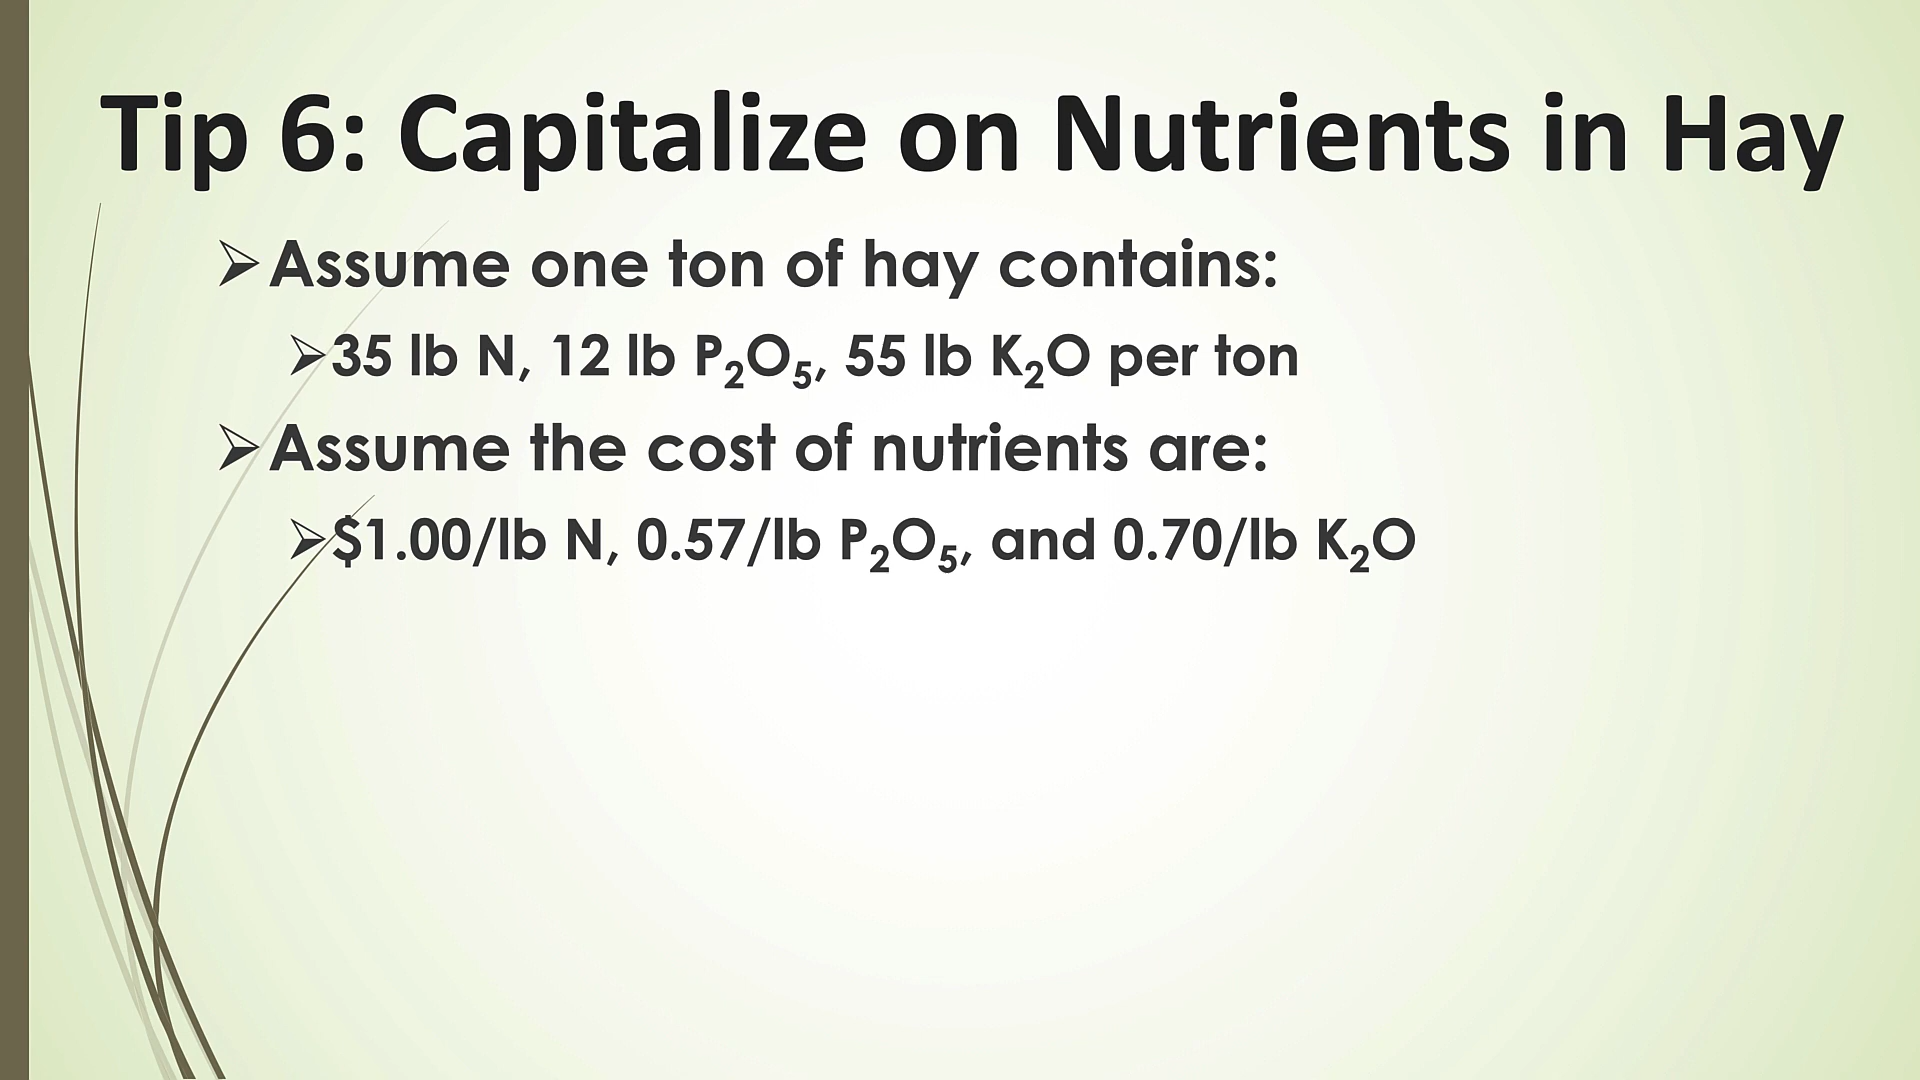 Tip 6: Capitalize on Nutrients in Hay
Assume one ton of hay contains:
35 lb N, 12 lb P₂O₅, 55 lb K₂O per ton
Assume the cost of nutrients are:
$1.00/lb N, 0.57/lb P₂O₅, and 0.70/lb K₂O